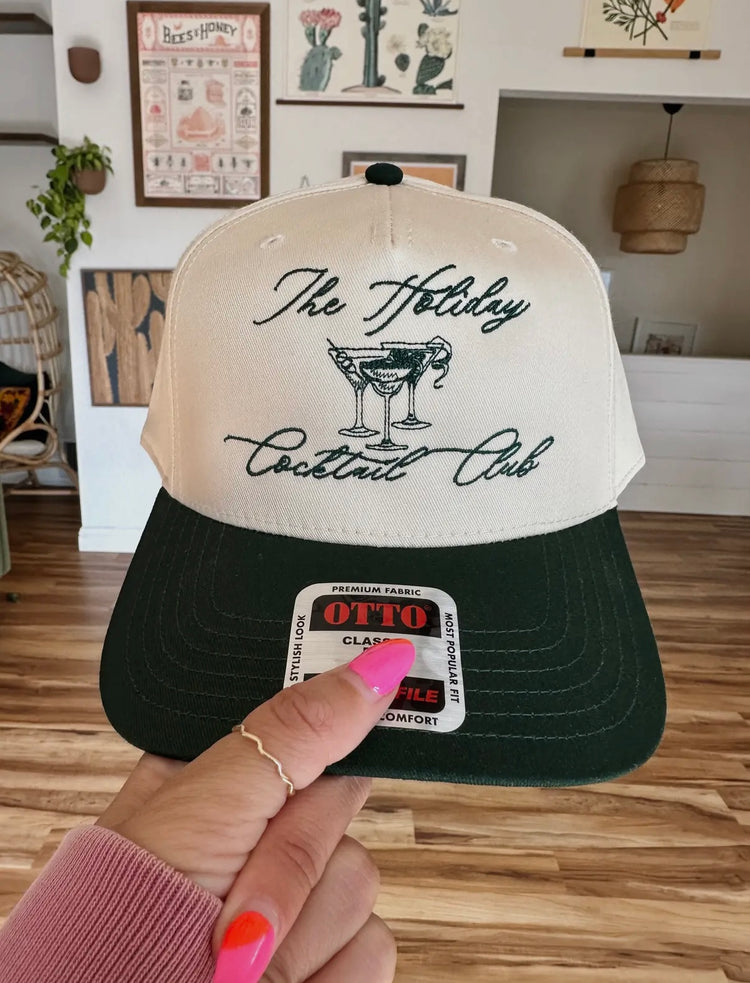 BEES & HONEY
The Holiday
Cocktail Club
PREMIUM FABRIC
OTTO
STYLISH LOOK
MOST POPULAR FIT
COMFORT